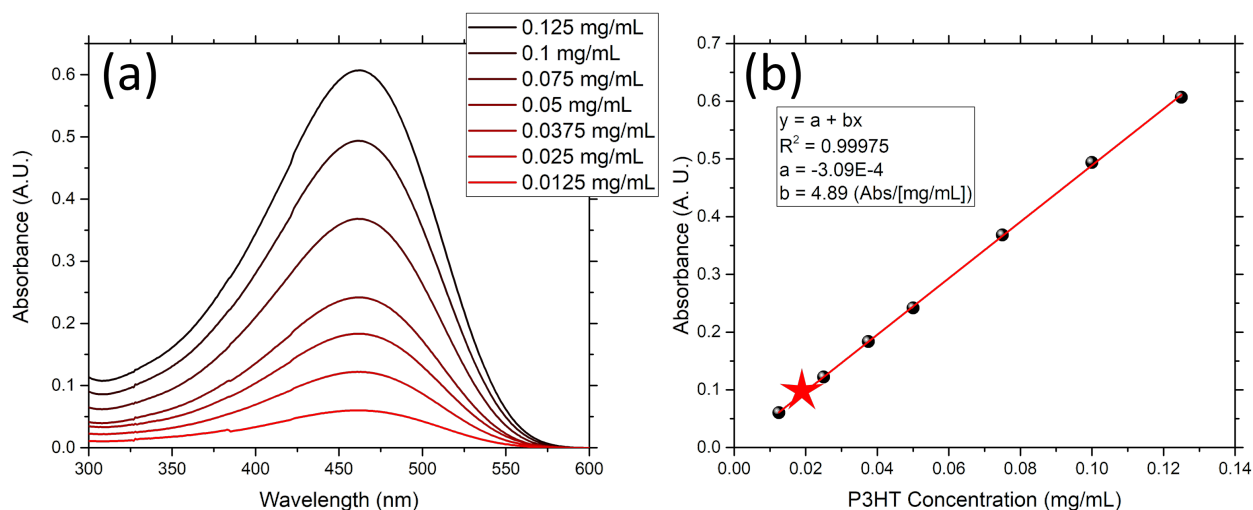 (a)
0.125 mg/mL
0.1 mg/mL
0.075 mg/mL
0.05 mg/mL
0.0375 mg/mL
0.025 mg/mL
0.0125 mg/mL
Absorbance (A.U.)
0.6
0.5
0.4
0.3
0.2
0.1
0.0
300 350 400 450 500 550 600
Wavelength (nm)
(b)
y = a + bx
R² = 0.99975
a = -3.09E-4
b = 4.89 (Abs/[mg/mL])
Absorbance (A. U.)
0.7
0.6
0.5
0.4
0.3
0.2
0.1
0.0
0.00 0.02 0.04 0.06 0.08 0.10 0.12 0.14
P3HT Concentration (mg/mL)